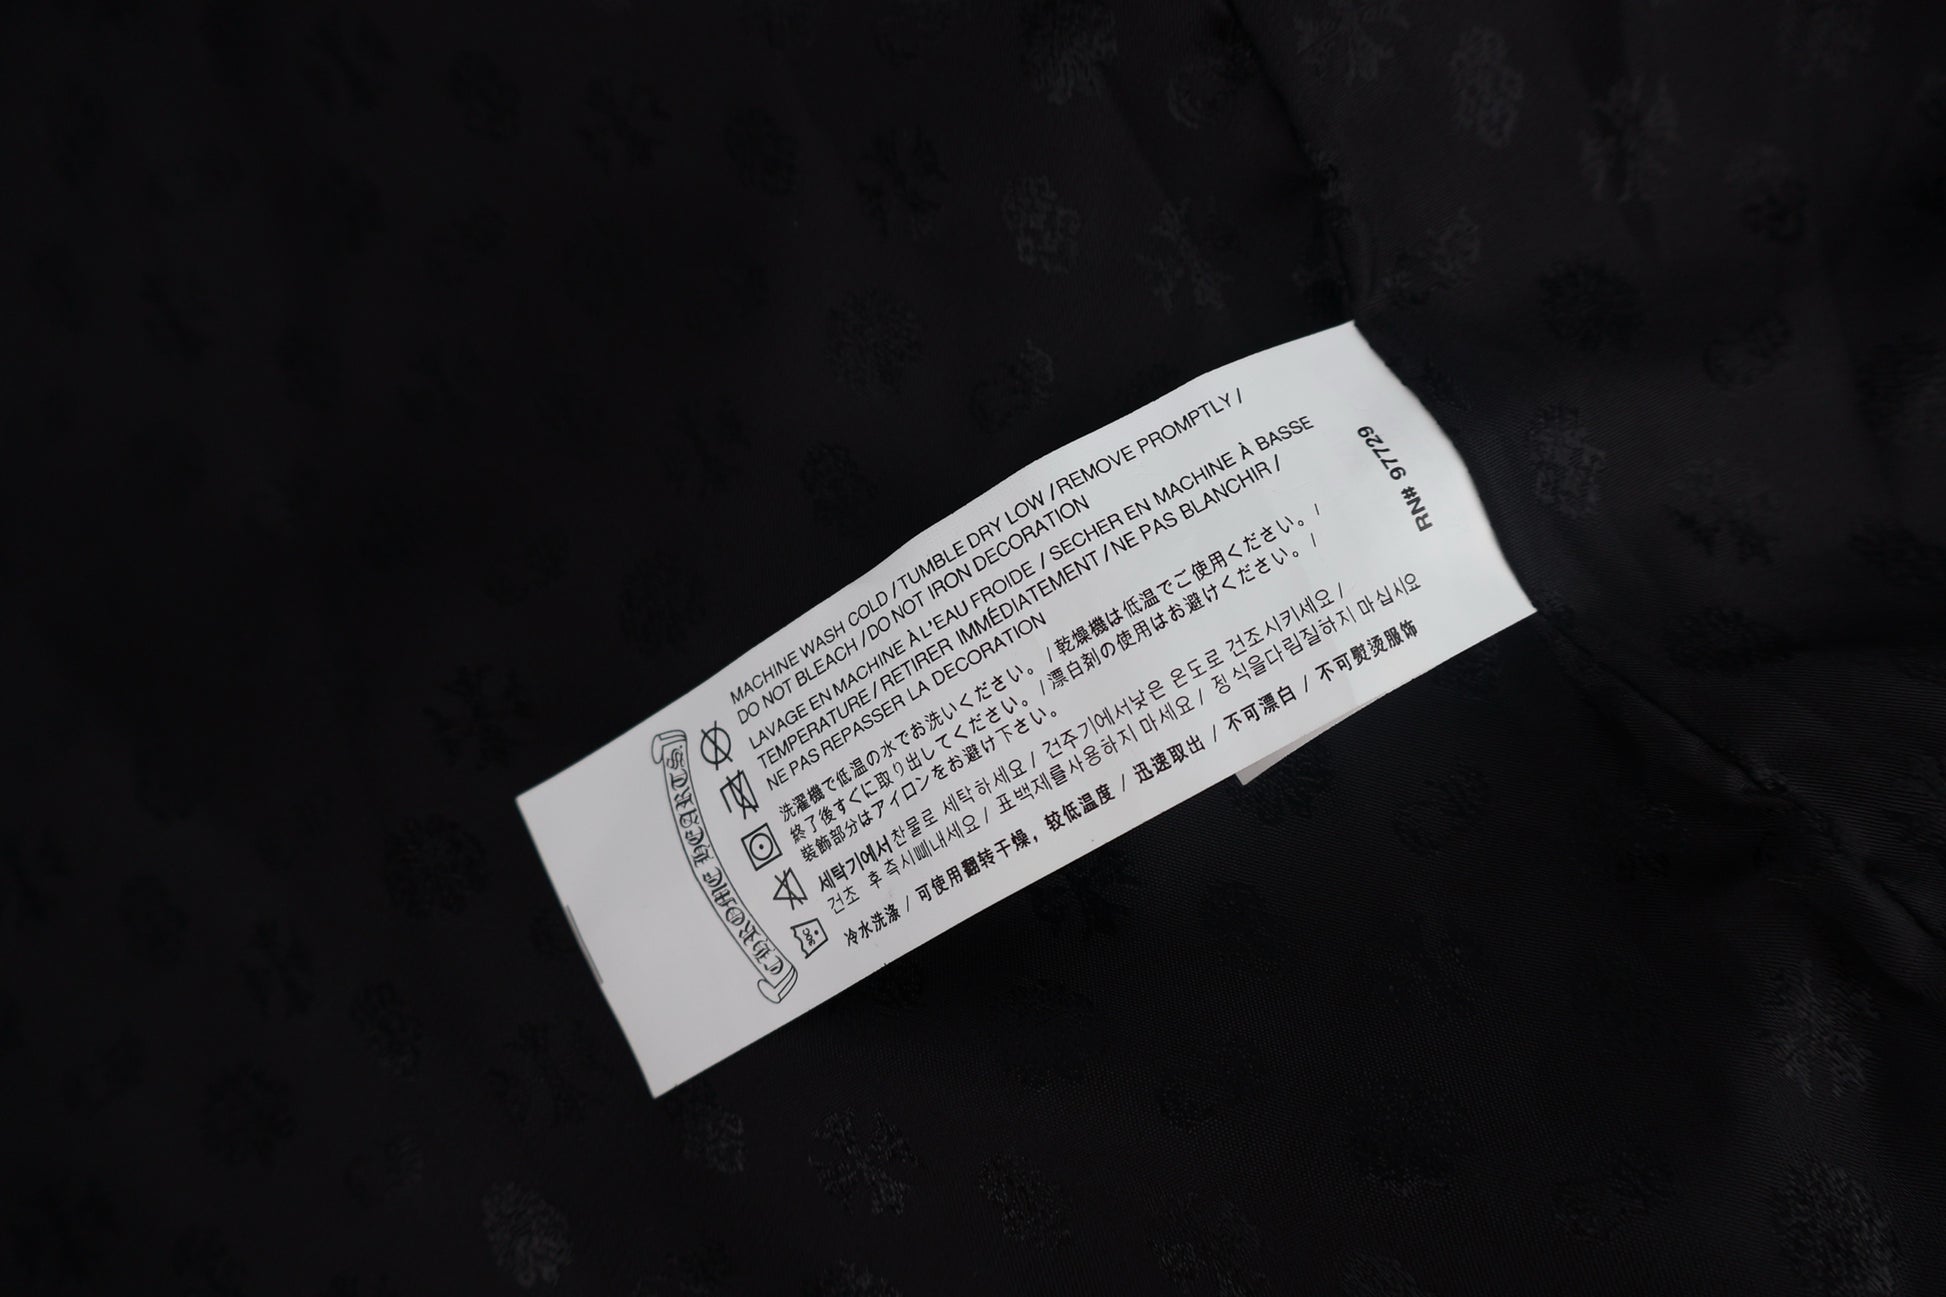 CHROME HEARTS
MACHINE WASH COLD / TUMBLE DRY LOW / REMOVE PROMPTLY /
DO NOT BLEACH / DO NOT IRON DECORATION
LAVAGE EN MACHINE À L'EAU FROIDE / SECHER EN MACHINE À BASSE
TEMPERATURE / RETIRER IMMÉDIATEMENT / NE PAS BLANCHIR /
NE PAS REPASSER LA DECORATION
洗濯機で低温の水でお洗いください。 / 乾燥機は低温でご使用ください。 /
終了後すぐに取り出してください。 / 漂白剤の使用はお避けください。 /
装飾部分はアイロンをお避け下さい。
세탁기에서찬물로 세탁하세요 / 건주기에서낮은 온도로 건조시키세요 /
건조 후측시빼내세요 / 표백제를사용하지 마세요 / 정식을다림질하지 마십시요
冷水洗涤 / 可使用翻转干燥，较低温度 / 迅速取出 / 不可漂白 / 不可熨烫服饰
RN# 97729